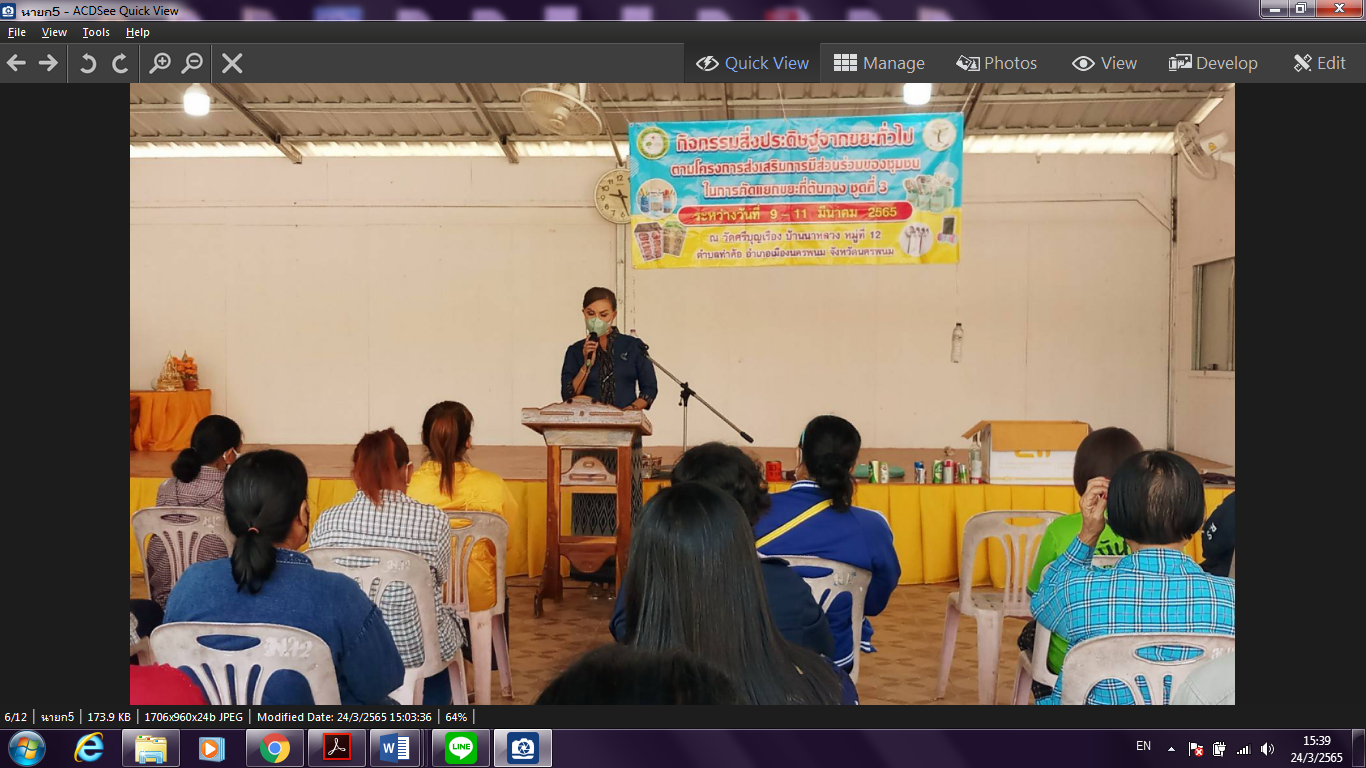 นายก5 - ACDSee Quick View
File View Tools Help
Quick View Manage Photos View Develop Edit
กิจกรรมสิ่งประดิษฐ์จากขยะทั่วไป
ตามโครงการส่งเสริมการมีส่วนร่วมของชุมชน
ในการคัดแยกขยะที่ต้นทาง ชุดที่ 3
ระหว่างวันที่ 9 – 11 มีนาคม 2565
ณ วัดศรีบุญเรือง บ้านนาหลวง หมู่ที่ 12
ตำบลท่าค้อ อำเภอเมืองนครพนม จังหวัดนครพนม
6/12 นายก5 173.9 KB 1706x960x24b JPEG Modified Date: 24/3/2565 15:03:36 64%
LINE
EN
15:39
24/3/2565